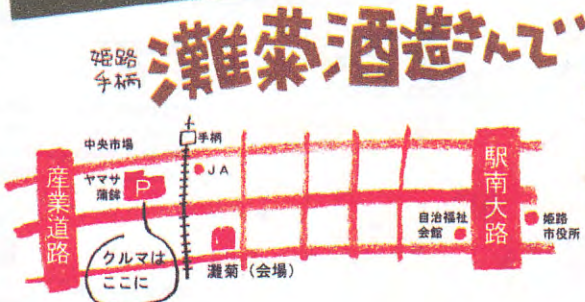 姫路
手柄
灘菊酒造さんで
中央市場
手柄
JA
産業道路
ヤマサ
蒲鉾
P
駅南大路
自治福祉
会館
姫路
市役所
クルマは
ここに
灘菊(会場)